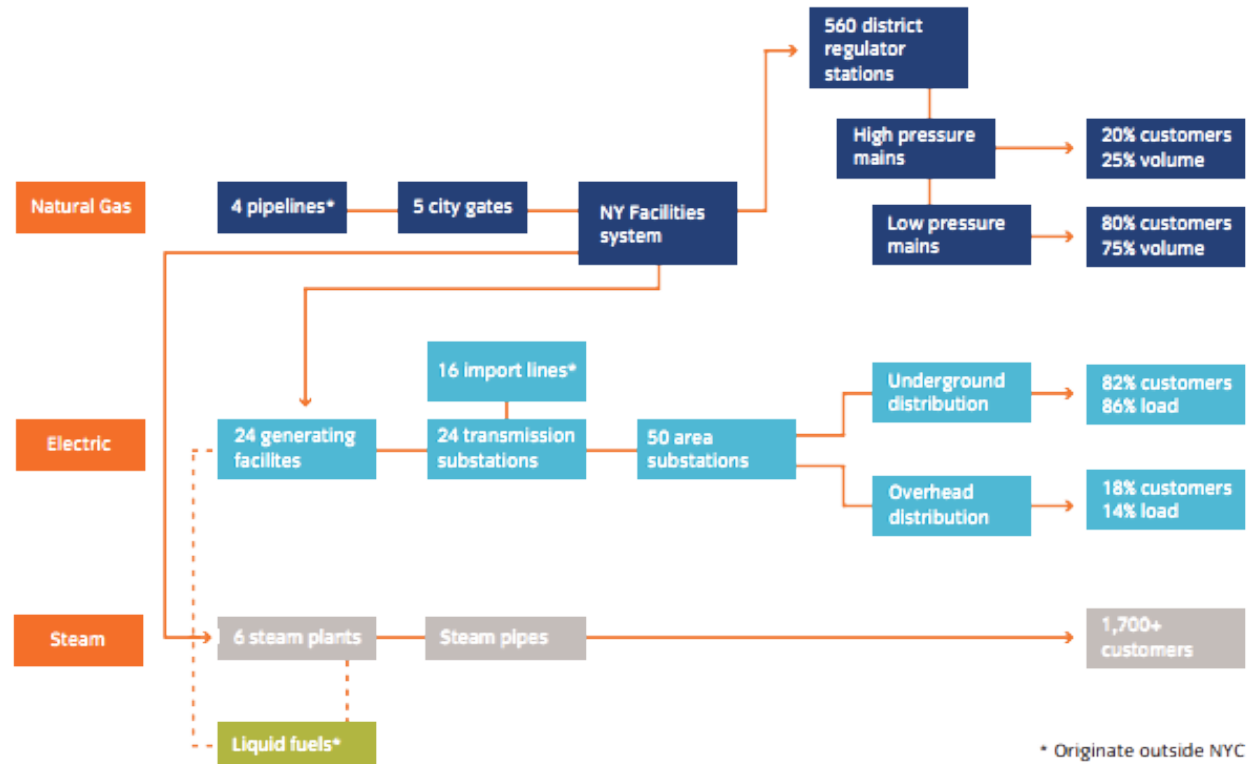 560 district
regulator
stations
High pressure
mains
20% customers
25% volume
Natural Gas
4 pipelines*
5 city gates
NY Facilities
system
Low pressure
mains
80% customers
75% volume
16 import lines*
Underground
distribution
82% customers
86% load
Electric
24 generating
facilites
24 transmission
substations
50 area
substations
Overhead
distribution
18% customers
14% load
Steam
6 steam plants
Steam pipes
1,700+
customers
Liquid fuels*
* Originate outside NYC